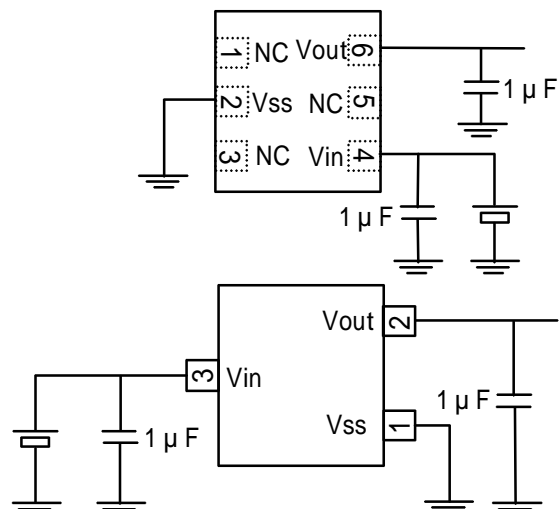 1 NC Vout 6
1 µ F
2 Vss NC 5
3 NC Vin 4
1 µ F
Vout 2
3 Vin
1 µ F
1 µ F
Vss 1